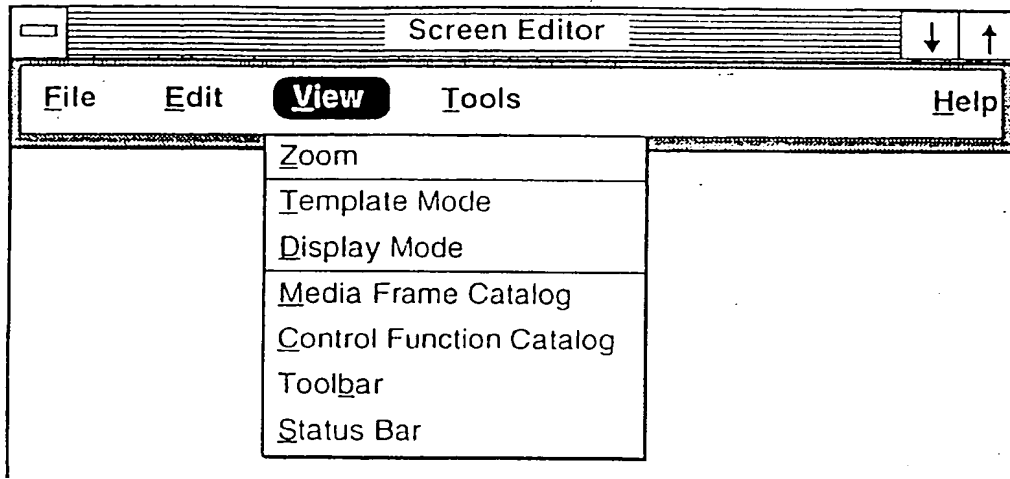 Screen Editor
File Edit View Tools Help
Zoom
Template Mode
Display Mode
Media Frame Catalog
Control Function Catalog
Toolbar
Status Bar